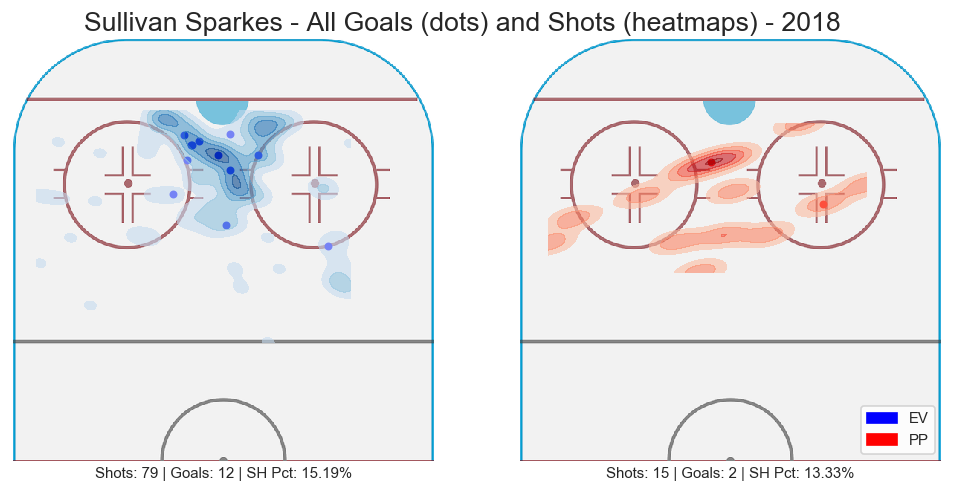 Sullivan Sparkes - All Goals (dots) and Shots (heatmaps) - 2018
EV
PP
Shots: 79 | Goals: 12 | SH Pct: 15.19%
Shots: 15 | Goals: 2 | SH Pct: 13.33%